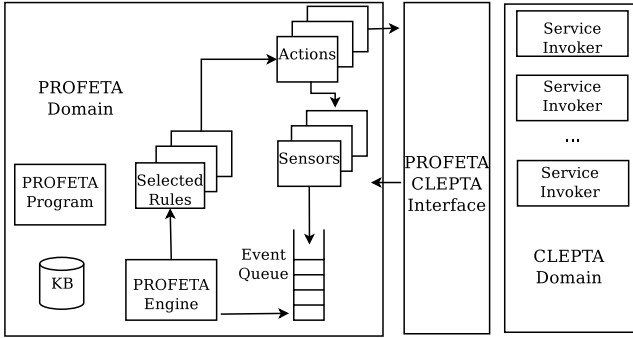 Actions
PROFETA
Domain
Sensors
PROFETA
Program
Selected
Rules
Event
Queue
KB
PROFETA
Engine
PROFETA
CLEPTA
Interface
Service
Invoker
Service
Invoker
...
Service
Invoker
CLEPTA
Domain